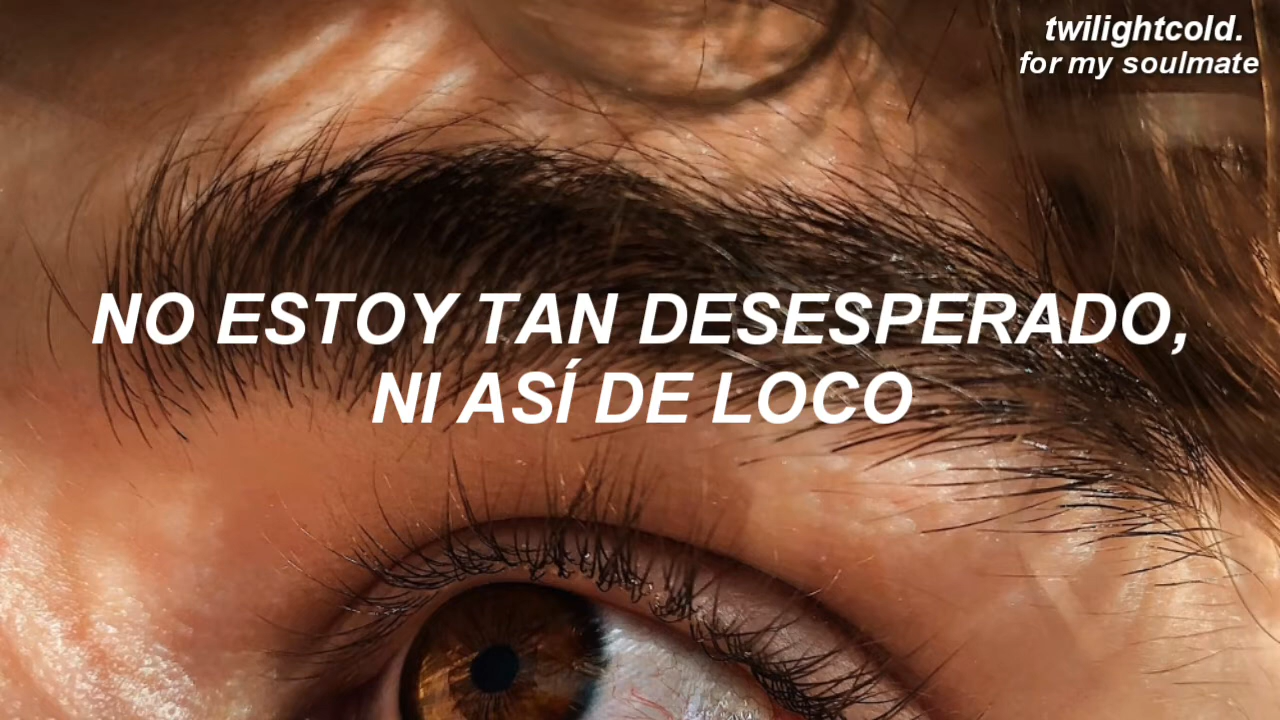 twilightcold.
for my soulmate
NO ESTOY TAN DESESPERADO,
NI ASÍ DE LOCO